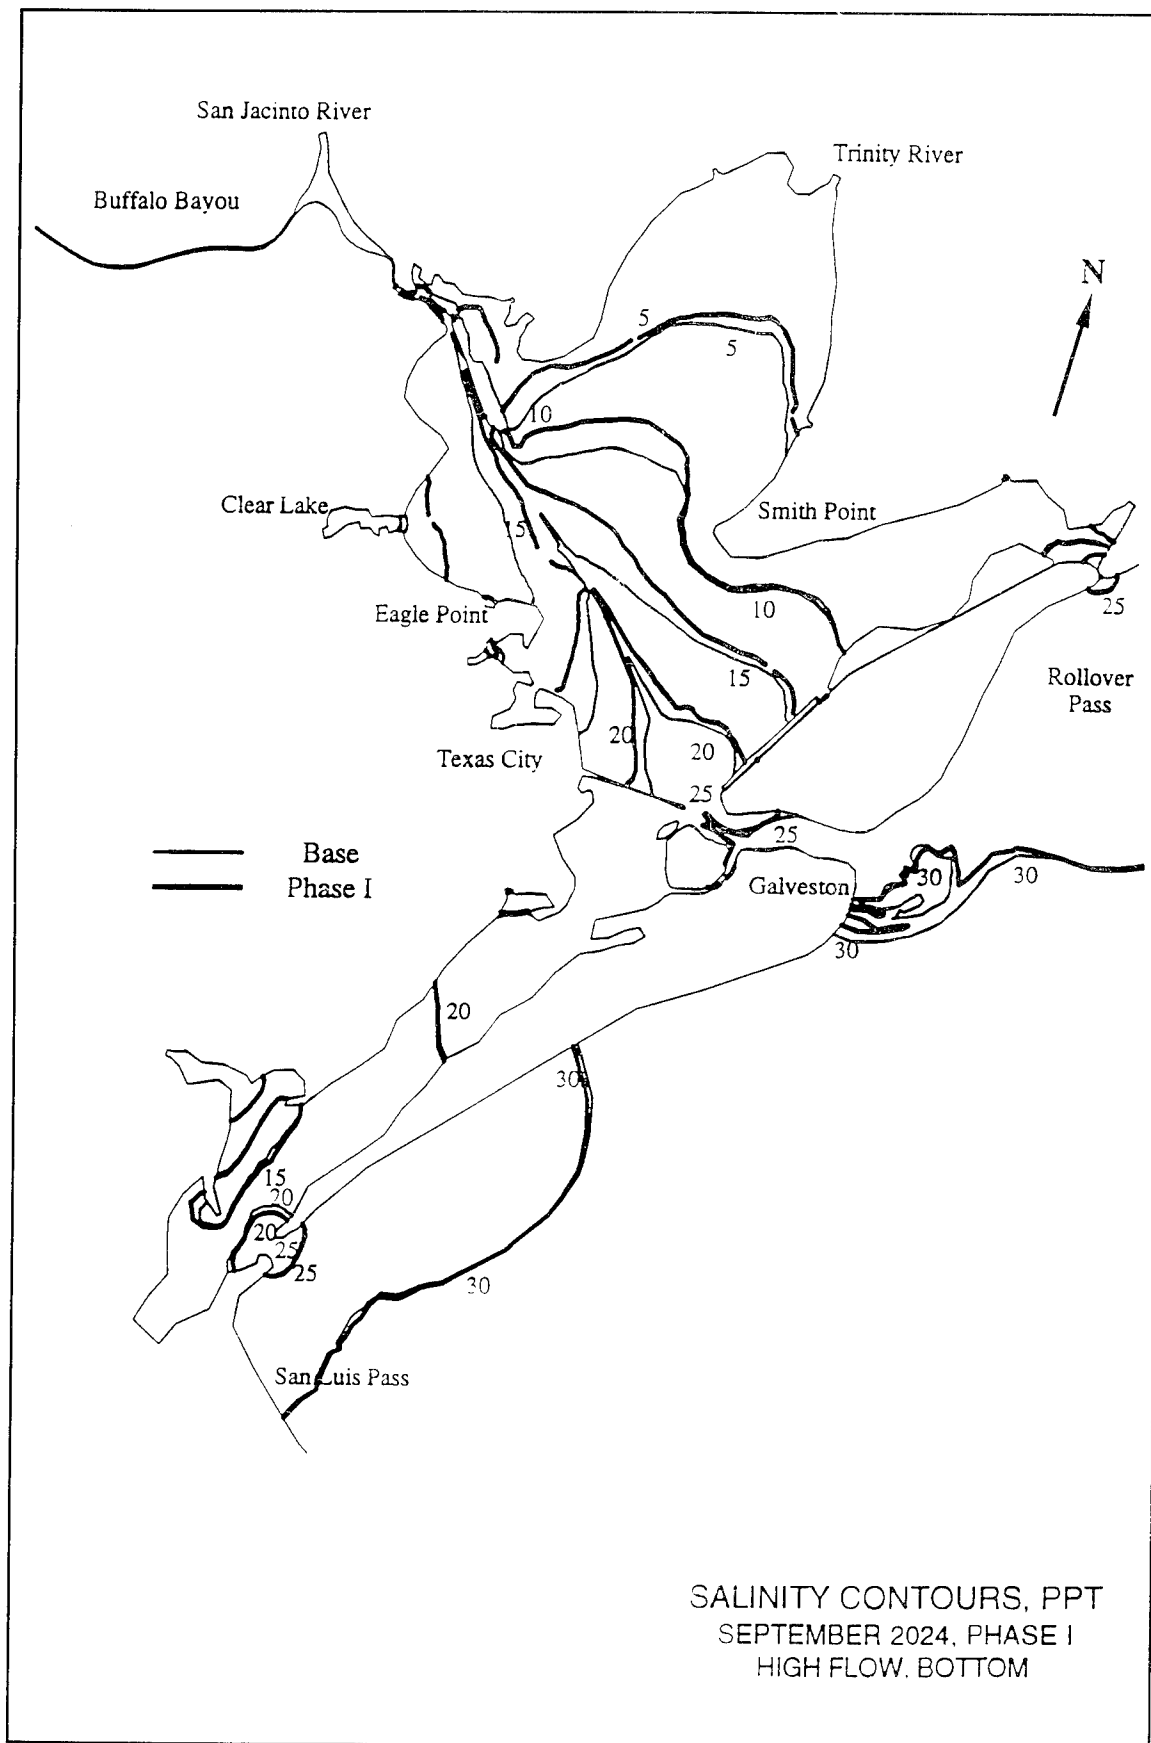 San Jacinto River
Trinity River
Buffalo Bayou
N
5
5
10
Clear Lake
Smith Point
15
Eagle Point
10
25
15
Rollover
Pass
20
20
Texas City
25
25
Base
Phase I
Galveston
30
30
30
20
30
15
20
20
25
25
30
San Luis Pass
SALINITY CONTOURS, PPT
SEPTEMBER 2024, PHASE I
HIGH FLOW, BOTTOM